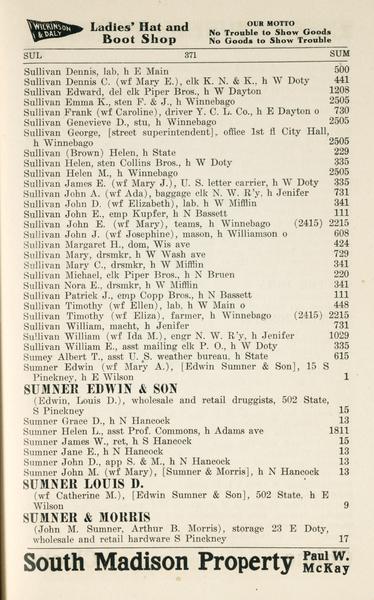 WILKINSON & DALY
Ladies' Hat and
Boot Shop
OUR MOTTO
No Trouble to Show Goods
No Goods to Show Trouble
SUL 371 SUM
Sullivan Dennis, lab, h E Main 500
Sullivan Dennis C. (wf Mary E.), clk K. N. & K., h W Doty 441
Sullivan Edward, del clk Piper Bros., h W Dayton 1208
Sullivan Emma K., sten F. & J., h Winnebago 2505
Sullivan Frank (wf Caroline), driver Y. C. L. Co., h E Dayton o 730
Sullivan Genevieve D., stu, h Winnebago 2505
Sullivan George, [street superintendent], office 1st fl City Hall,
h Winnebago 2505
Sullivan (Brown) Helen, h State 229
Sullivan Helen, sten Collins Bros., h W Doty 335
Sullivan Helen M., h Winnebago 2505
Sullivan James E. (wf Mary J.), U. S. letter carrier, h W Doty 335
Sullivan John A. (wf Ada), baggage clk N. W. R'y. h Jenifer 731
Sullivan John D. (wf Elizabeth), lab. h W Mifflin 341
Sullivan John E., emp Kupfer, h N Bassett 111
Sullivan John E. (wf Mary), teams, h Winnebago (2415) 2215
Sullivan John J. (wf Josephine), mason, h Williamson o 608
Sullivan Margaret H., dom, Wis ave 424
Sullivan Mary, drsmkr, h W Wash ave 729
Sullivan Mary C., drsmkr, h W Mifflin 341
Sullivan Michael, clk Piper Bros., h N Bruen 220
Sullivan Nora E., drsmkr, h W Mifflin 341
Sullivan Patrick J., emp Copp Bros., h N Bassett 111
Sullivan Timothy (wf Ellen), lab, h W Main o 448
Sullivan Timothy (wf Eliza), farmer, h Winnebago (2415) 2215
Sullivan William, macht, h Jenifer 731
Sullivan William (wf Ida M.), engr N. W. R'y, h Jenifer 1029
Sullivan William E., asst mailing clk P. O., h W Doty 335
Sumey Albert T., asst U. S. weather bureau, h State 615
Sumner Edwin (wf Mary A.), [Edwin Sumner & Son], 15 S
Pinckney, h E Wilson 1
SUMNER EDWIN & SON
(Edwin, Louis D.), wholesale and retail druggists, 502 State,
S Pinckney 15
Sumner Grace D., h N Hancock 13
Sumner Helen L., asst Prof. Commons, h Adams ave 1811
Sumner James W., ret, h S Hancock 15
Sumner Jane E., h N Hancock 13
Sumner John D., app S. & M., h N Hancock 13
Sumner John M. (wf Mary), [Sumner & Morris], h N Hancock 13
SUMNER LOUIS D.
(wf Catherine M.), [Edwin Sumner & Son], 502 State. h E
Wilson 9
SUMNER & MORRIS
(John M. Sumner, Arthur B. Morris), storage 23 E Doty,
wholesale and retail hardware S Pinckney 17
South Madison Property Paul W.
McKay